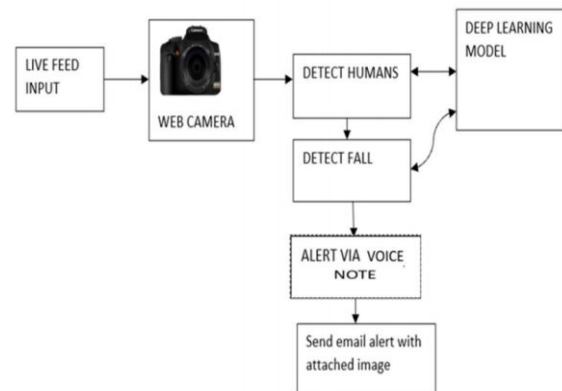 LIVE FEED
INPUT
WEB CAMERA
DETECT HUMANS
DEEP LEARNING
MODEL
DETECT FALL
ALERT VIA VOICE
NOTE
Send email alert with
attached image